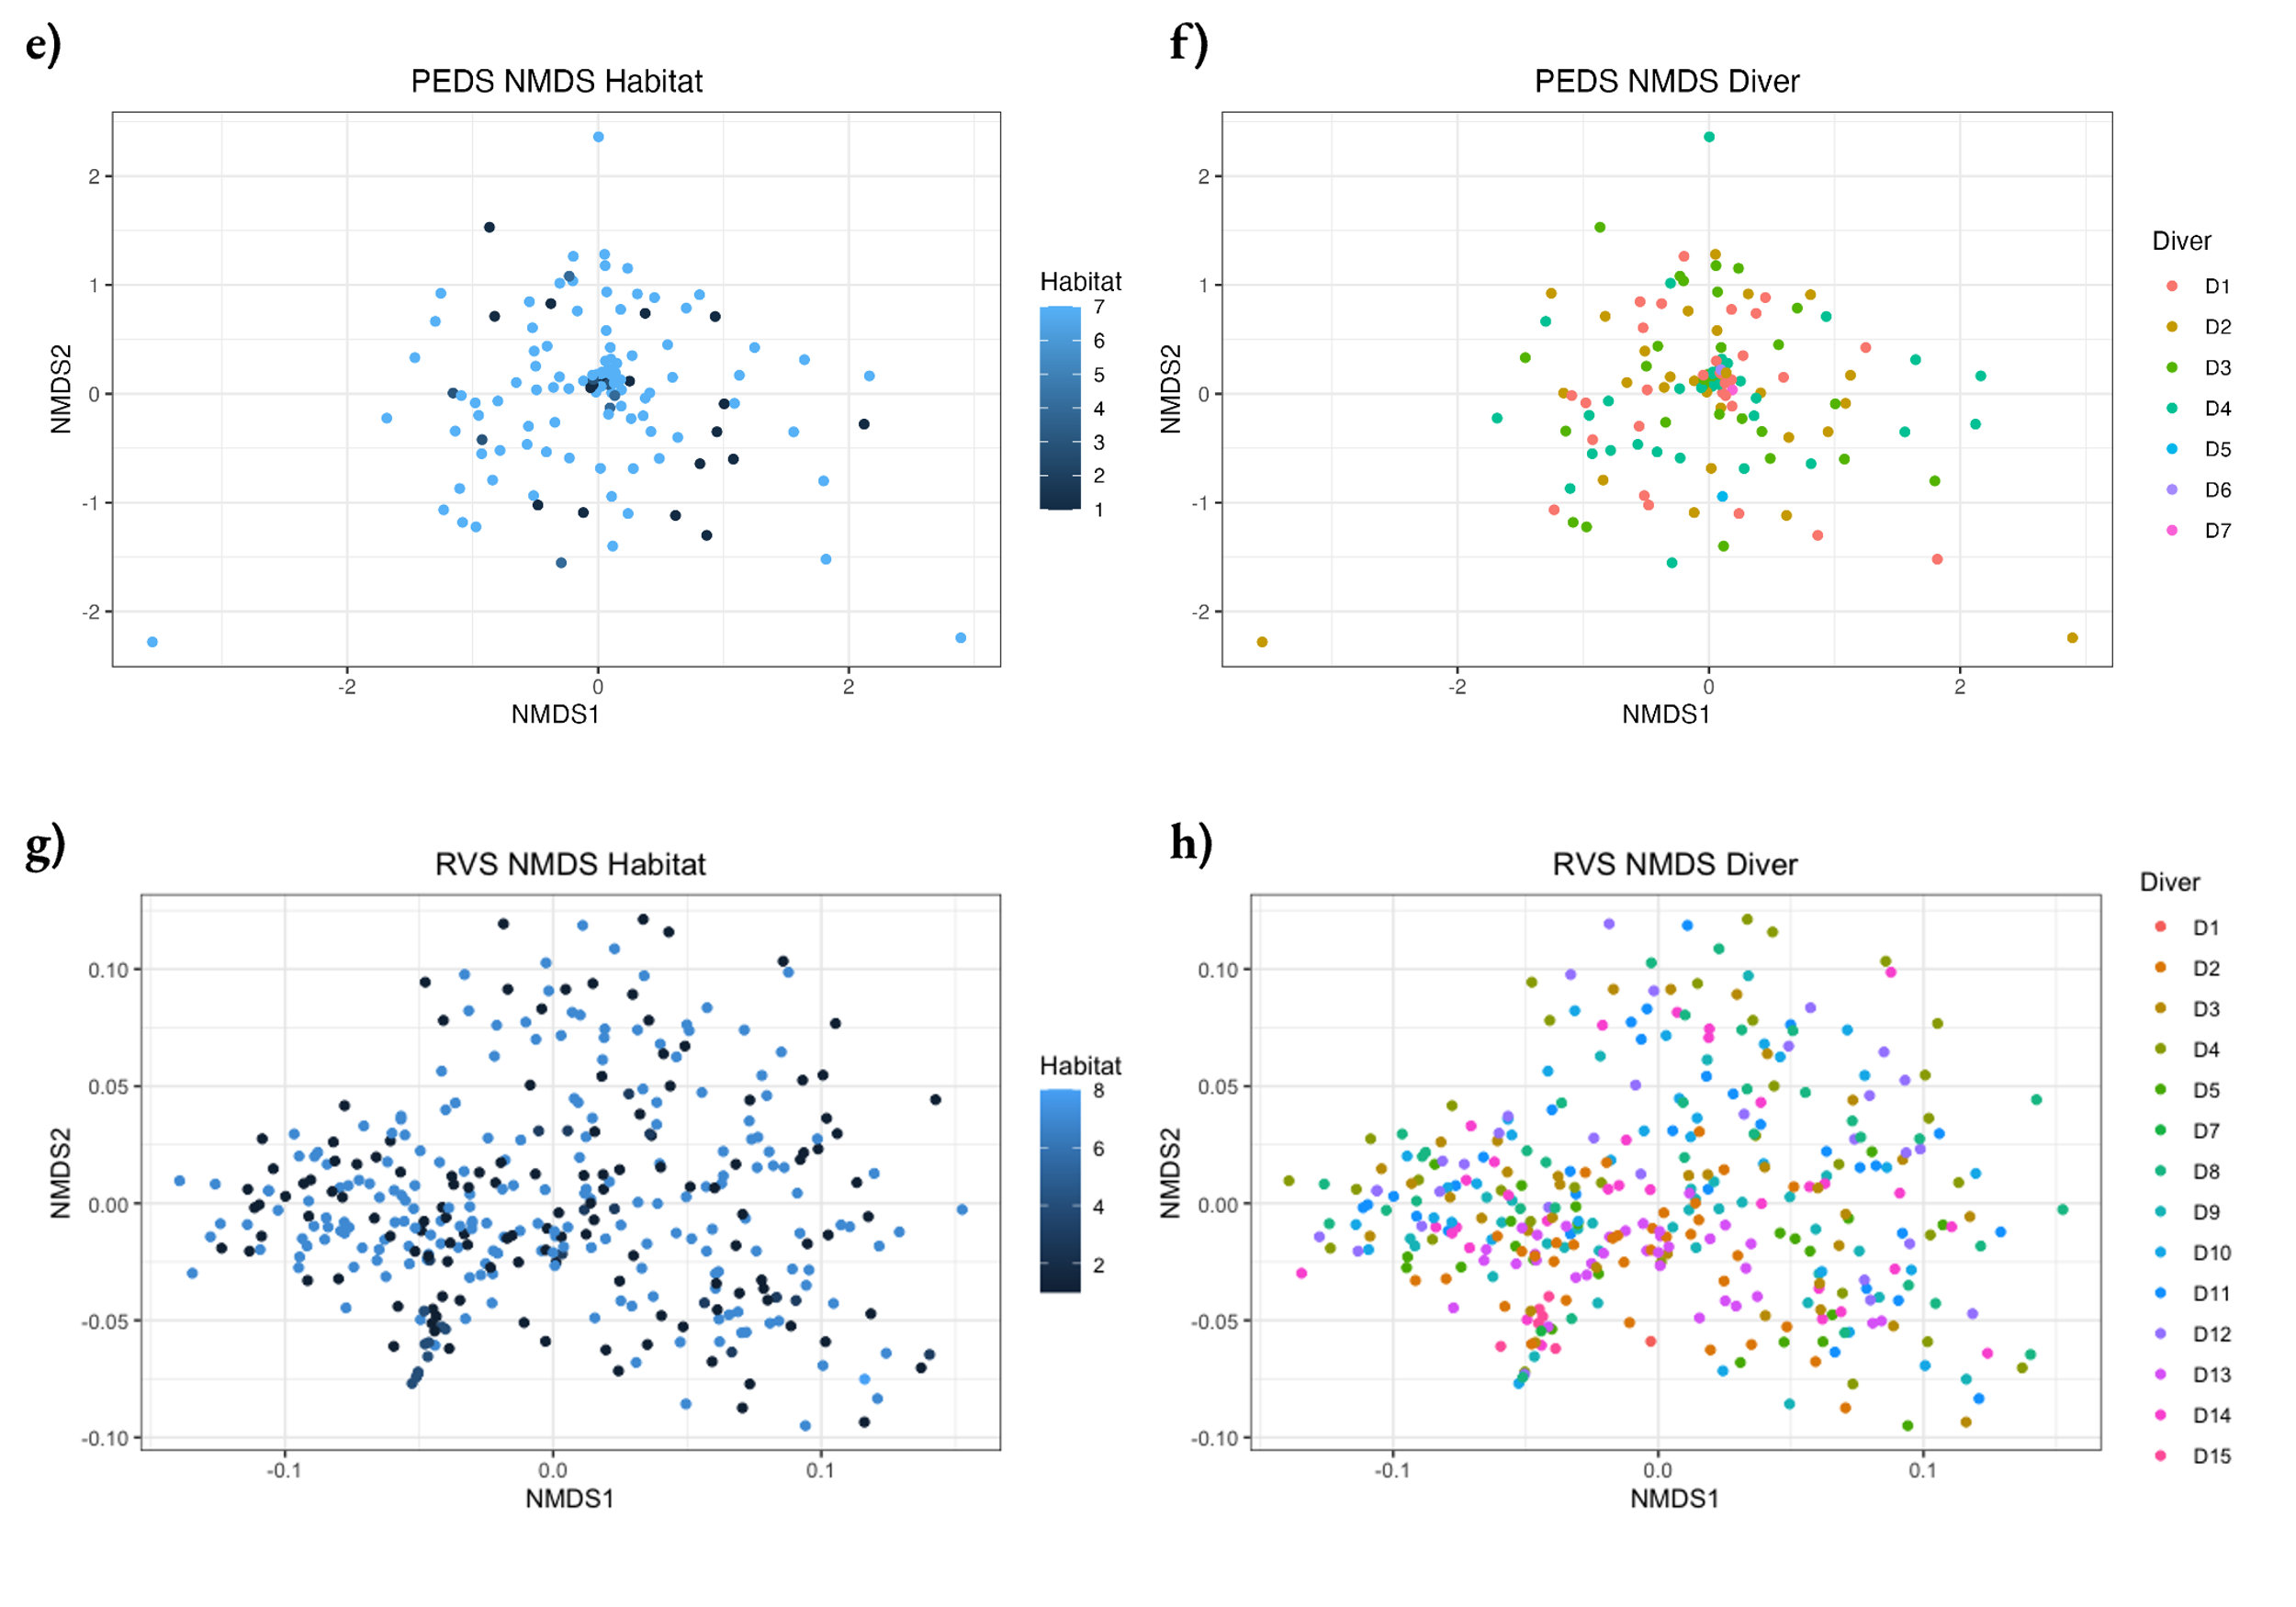 e)
PEDS NMDS Habitat
NMDS2
2
1
0
-1
-2
-2
0
2
NMDS1
Habitat
7
6
5
4
3
2
1
f)
PEDS NMDS Diver
NMDS2
2
1
0
-1
-2
-2
0
2
NMDS1
Diver
D1
D2
D3
D4
D5
D6
D7
g)
RVS NMDS Habitat
NMDS2
0.10
0.05
0.00
-0.05
-0.10
-0.1
0.0
0.1
NMDS1
Habitat
8
6
4
2
h)
RVS NMDS Diver
NMDS2
0.10
0.05
0.00
-0.05
-0.10
-0.1
0.0
0.1
NMDS1
Diver
D1
D2
D3
D4
D5
D7
D8
D9
D10
D11
D12
D13
D14
D15